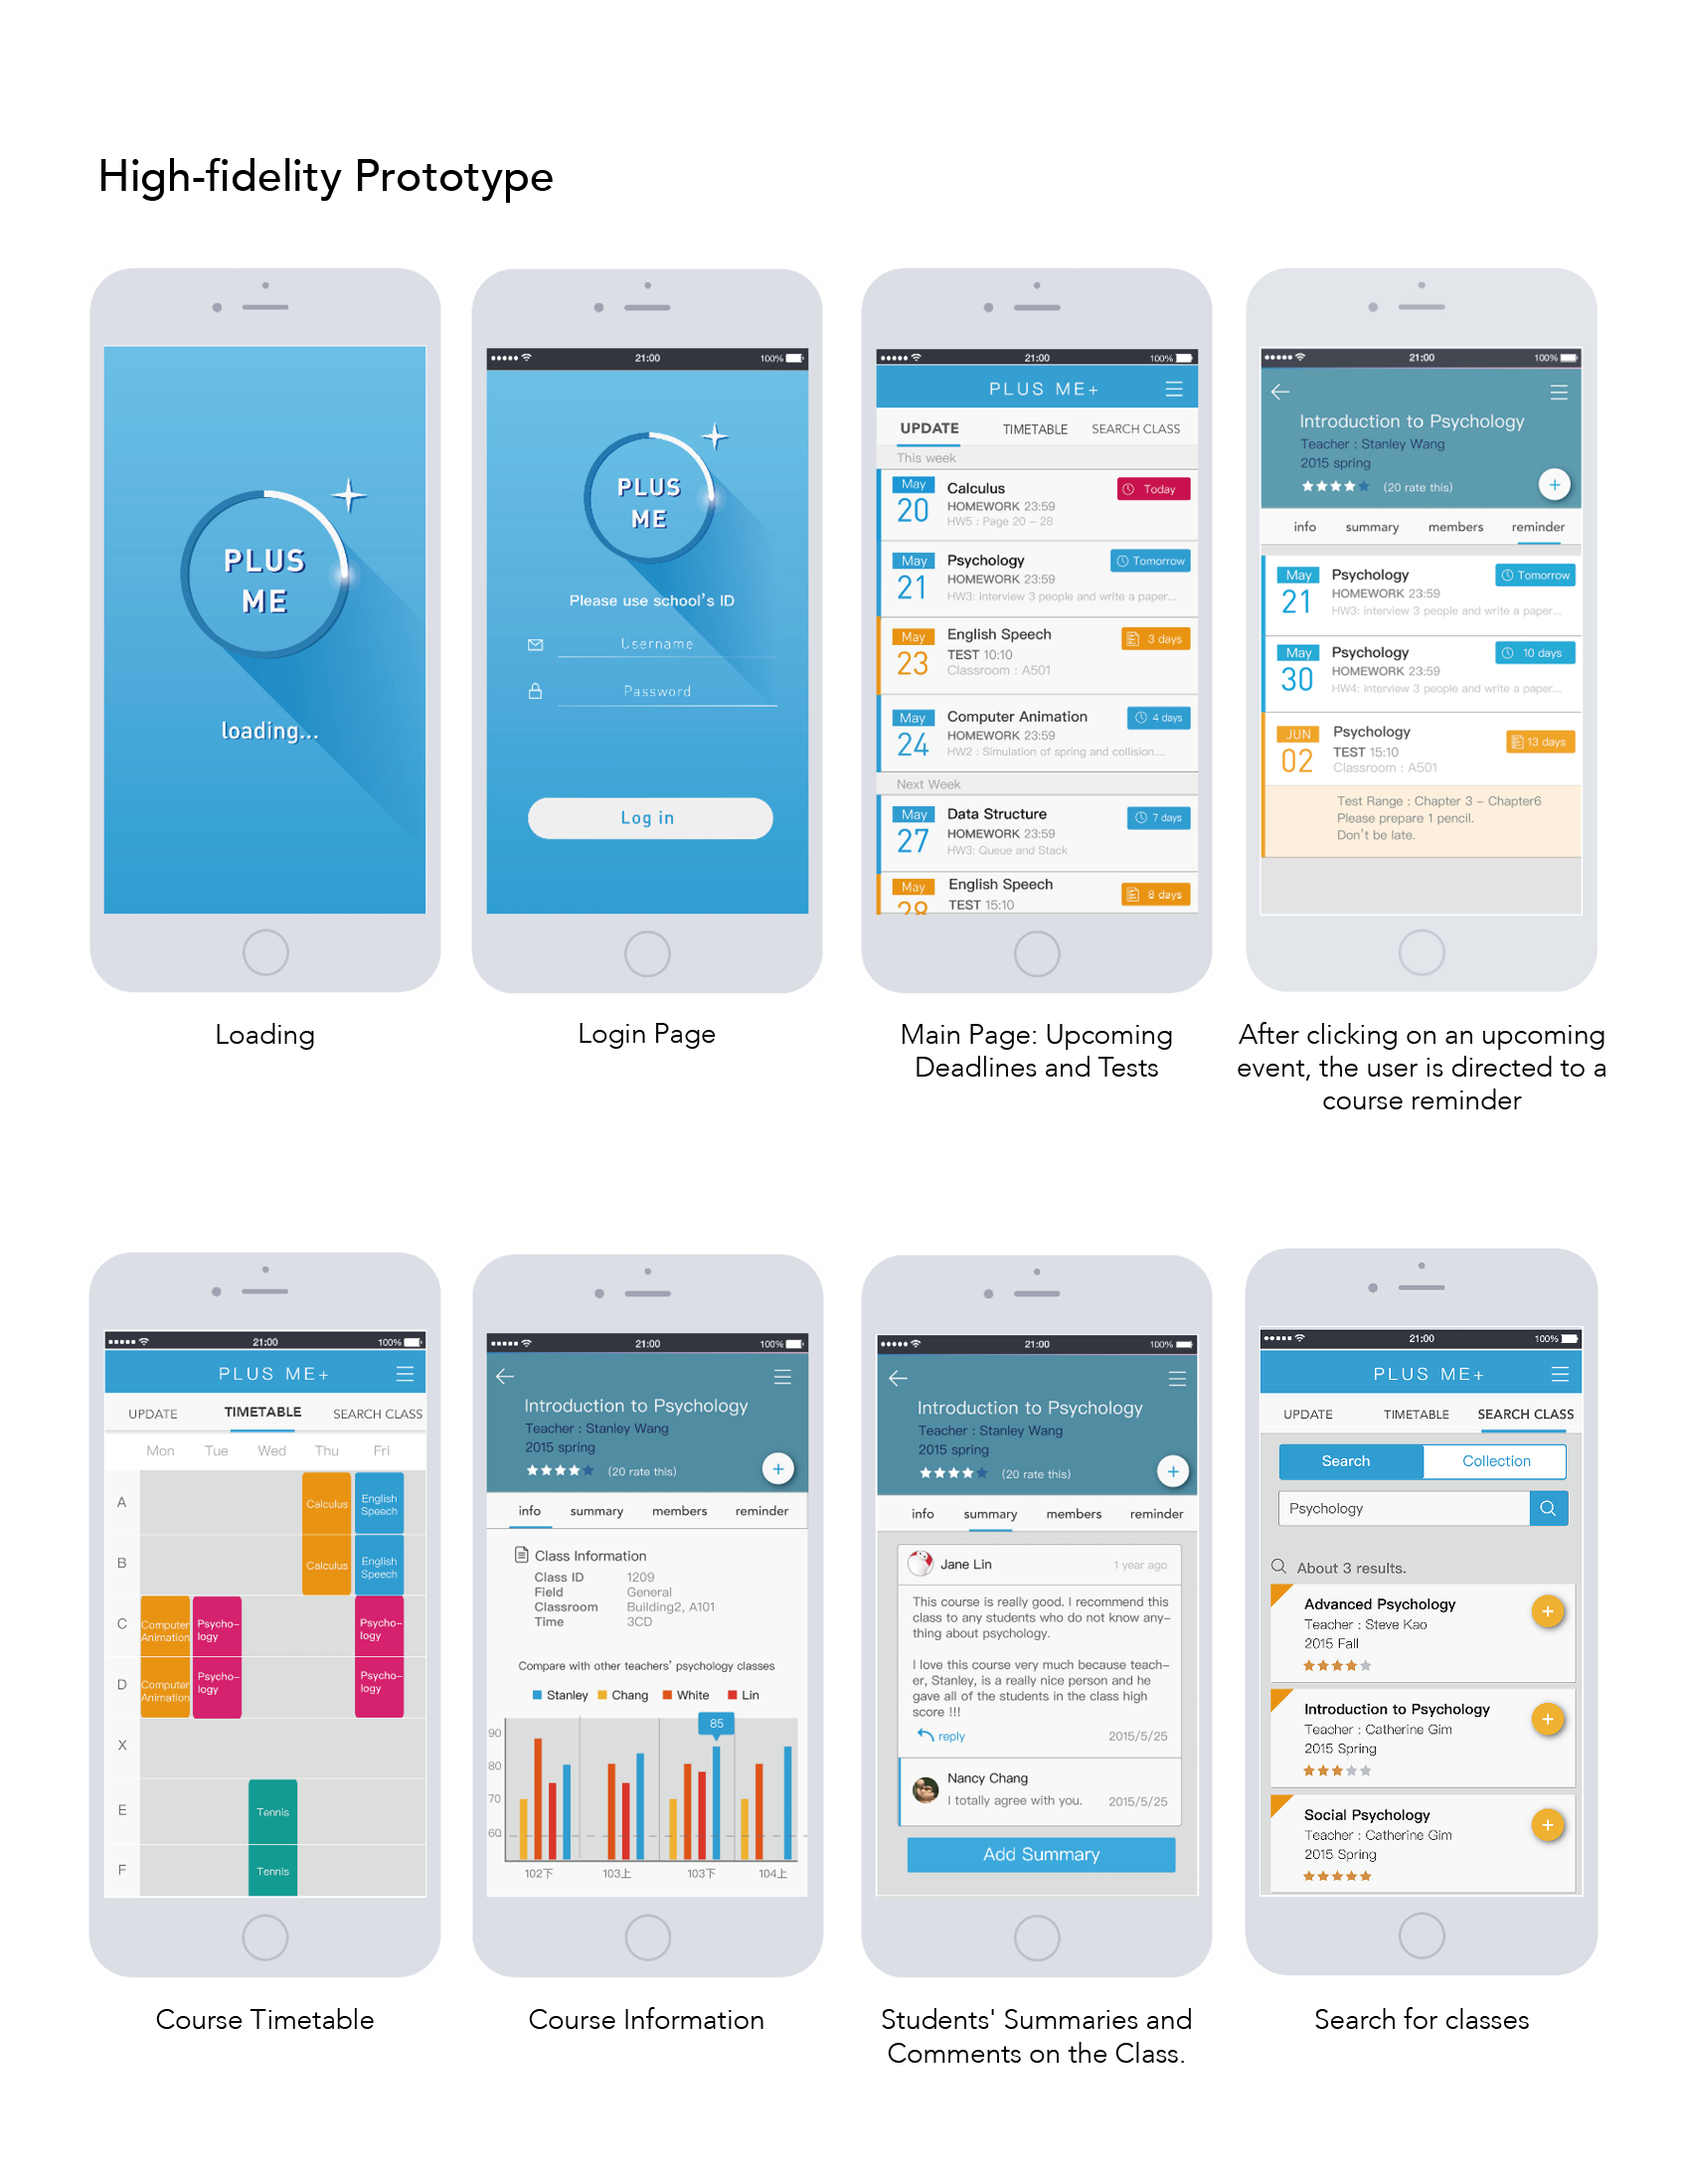 High-fidelity Prototype
PLUS
ME
loading...
Loading
21:00
100%
PLUS
ME
Please use school's ID
Username
Password
Log in
Login Page
21:00
100%
PLUS ME+
UPDATE TIMETABLE SEARCH CLASS
This week
May
20
Calculus
HOMEWORK 23:59
HW5 : Page 20 – 28
Today
May
21
Psychology
HOMEWORK 23:59
HW3: interview 3 people and write a paper...
Tomorrow
May
23
English Speech
TEST 10:10
Classroom : A501
3 days
May
24
Computer Animation
HOMEWORK 23:59
HW2 : Simulation of spring and collision....
4 days
Next Week
May
27
Data Structure
HOMEWORK 23:59
HW3: Queue and Stack
7 days
May
28
English Speech
TEST 15:10
8 days
Main Page: Upcoming
Deadlines and Tests
21:00
100%
Introduction to Psychology
Teacher : Stanley Wang
2015 spring
(20 rate this)
+
info summary members reminder
May
21
Psychology
HOMEWORK 23:59
HW3: interview 3 people and write a paper...
Tomorrow
May
30
Psychology
HOMEWORK 23:59
HW4: interview 3 people and write a paper...
10 days
JUN
02
Psychology
TEST 15:10
Classroom : A501
13 days
Test Range : Chapter 3 – Chapter6
Please prepare 1 pencil.
Don't be late.
After clicking on an upcoming
event, the user is directed to a
course reminder
21:00
100%
PLUS ME+
UPDATE TIMETABLE SEARCH CLASS
Mon Tue Wed Thu Fri
A
Calculus
English
Speech
B
Calculus
English
Speech
C
Computer
Animation
Psycho-
logy
Psycho-
logy
D
Computer
Animation
Psycho-
logy
Psycho-
logy
X
E
Tennis
F
Tennis
Course Timetable
21:00
100%
Introduction to Psychology
Teacher : Stanley Wang
2015 spring
(20 rate this)
+
info summary members reminder
Class Information
Class ID 1209
Field General
Classroom Building2, A101
Time 3CD
Compare with other teachers' psychology classes
Stanley Chang White Lin
85
90
80
70
60
102下 103上 103下 104上
Course Information
21:00
100%
Introduction to Psychology
Teacher : Stanley Wang
2015 spring
(20 rate this)
+
info summary members reminder
Jane Lin
1 year ago
This course is really good. I recommend this
class to any students who do not know any-
thing about psychology.
I love this course very much because teach-
er, Stanley, is a really nice person and he
gave all of the students in the class high
score !!!
reply
2015/5/25
Nancy Chang
I totally agree with you.
2015/5/25
Add Summary
Students' Summaries and
Comments on the Class.
21:00
100%
PLUS ME+
UPDATE TIMETABLE SEARCH CLASS
Search Collection
Psychology
About 3 results.
Advanced Psychology
Teacher : Steve Kao
2015 Fall
+
Introduction to Psychology
Teacher : Catherine Gim
2015 Spring
+
Social Psychology
Teacher : Catherine Gim
2015 Spring
+
Search for classes